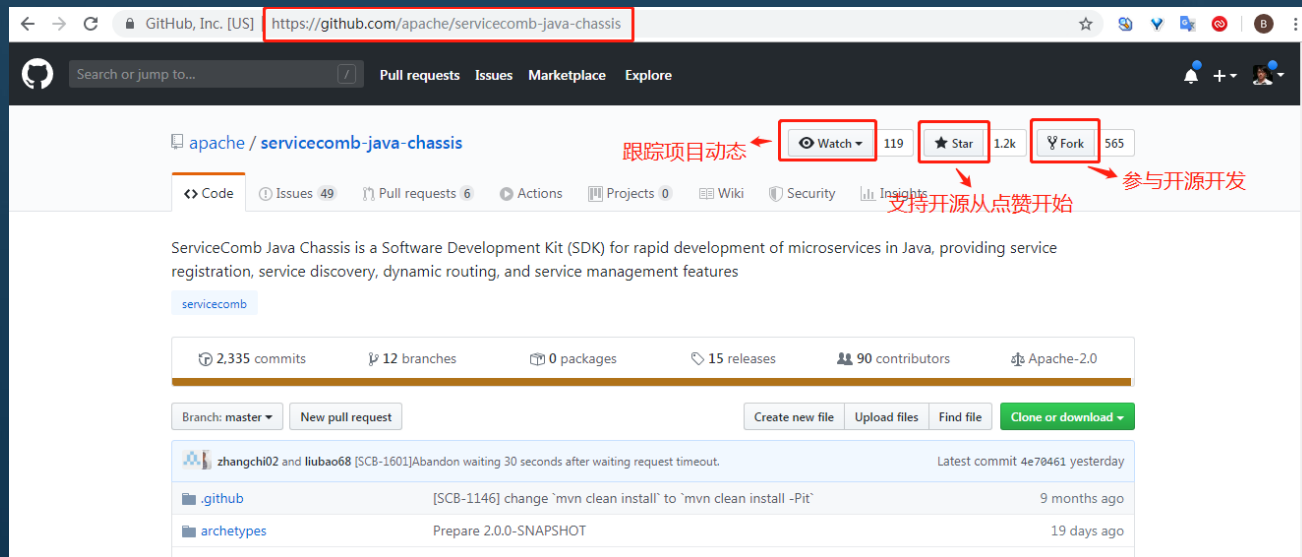 GitHub, Inc. [US] https://github.com/apache/servicecomb-java-chassis B
Search or jump to... / Pull requests Issues Marketplace Explore
apache / servicecomb-java-chassis 跟踪项目动态 Watch 119 Star 1.2k Fork 565
参与开源开发
Code Issues 49 Pull requests 6 Actions Projects 0 Wiki Security Insights
支持开源从点赞开始
ServiceComb Java Chassis is a Software Development Kit (SDK) for rapid development of microservices in Java, providing service
registration, service discovery, dynamic routing, and service management features
servicecomb
2,335 commits 12 branches 0 packages 15 releases 90 contributors Apache-2.0
Branch: master New pull request Create new file Upload files Find file Clone or download
zhangchi02 and liubao68 [SCB-1601]Abandon waiting 30 seconds after waiting request timeout. Latest commit 4e70461 yesterday
.github [SCB-1146] change `mvn clean install` to `mvn clean install -Pit` 9 months ago
archetypes Prepare 2.0.0-SNAPSHOT 19 days ago